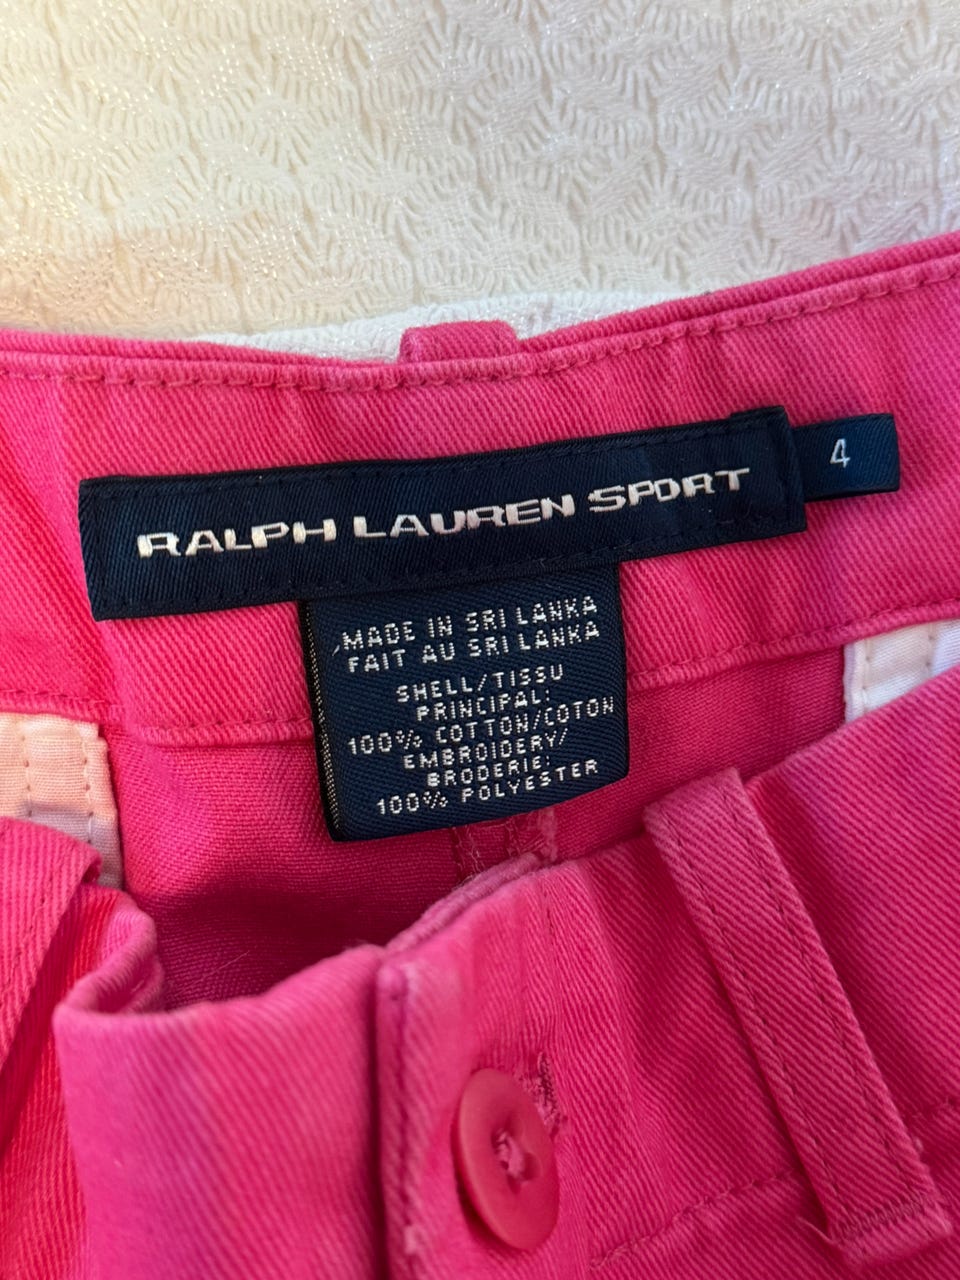 RALPH LAUREN SPORT
4
MADE IN SRI LANKA
FAIT AU SRI LANKA
SHELL/TISSU
PRINCIPAL:
100% COTTON/COTON
EMBROIDERY/
BRODERIE:
100% POLYESTER